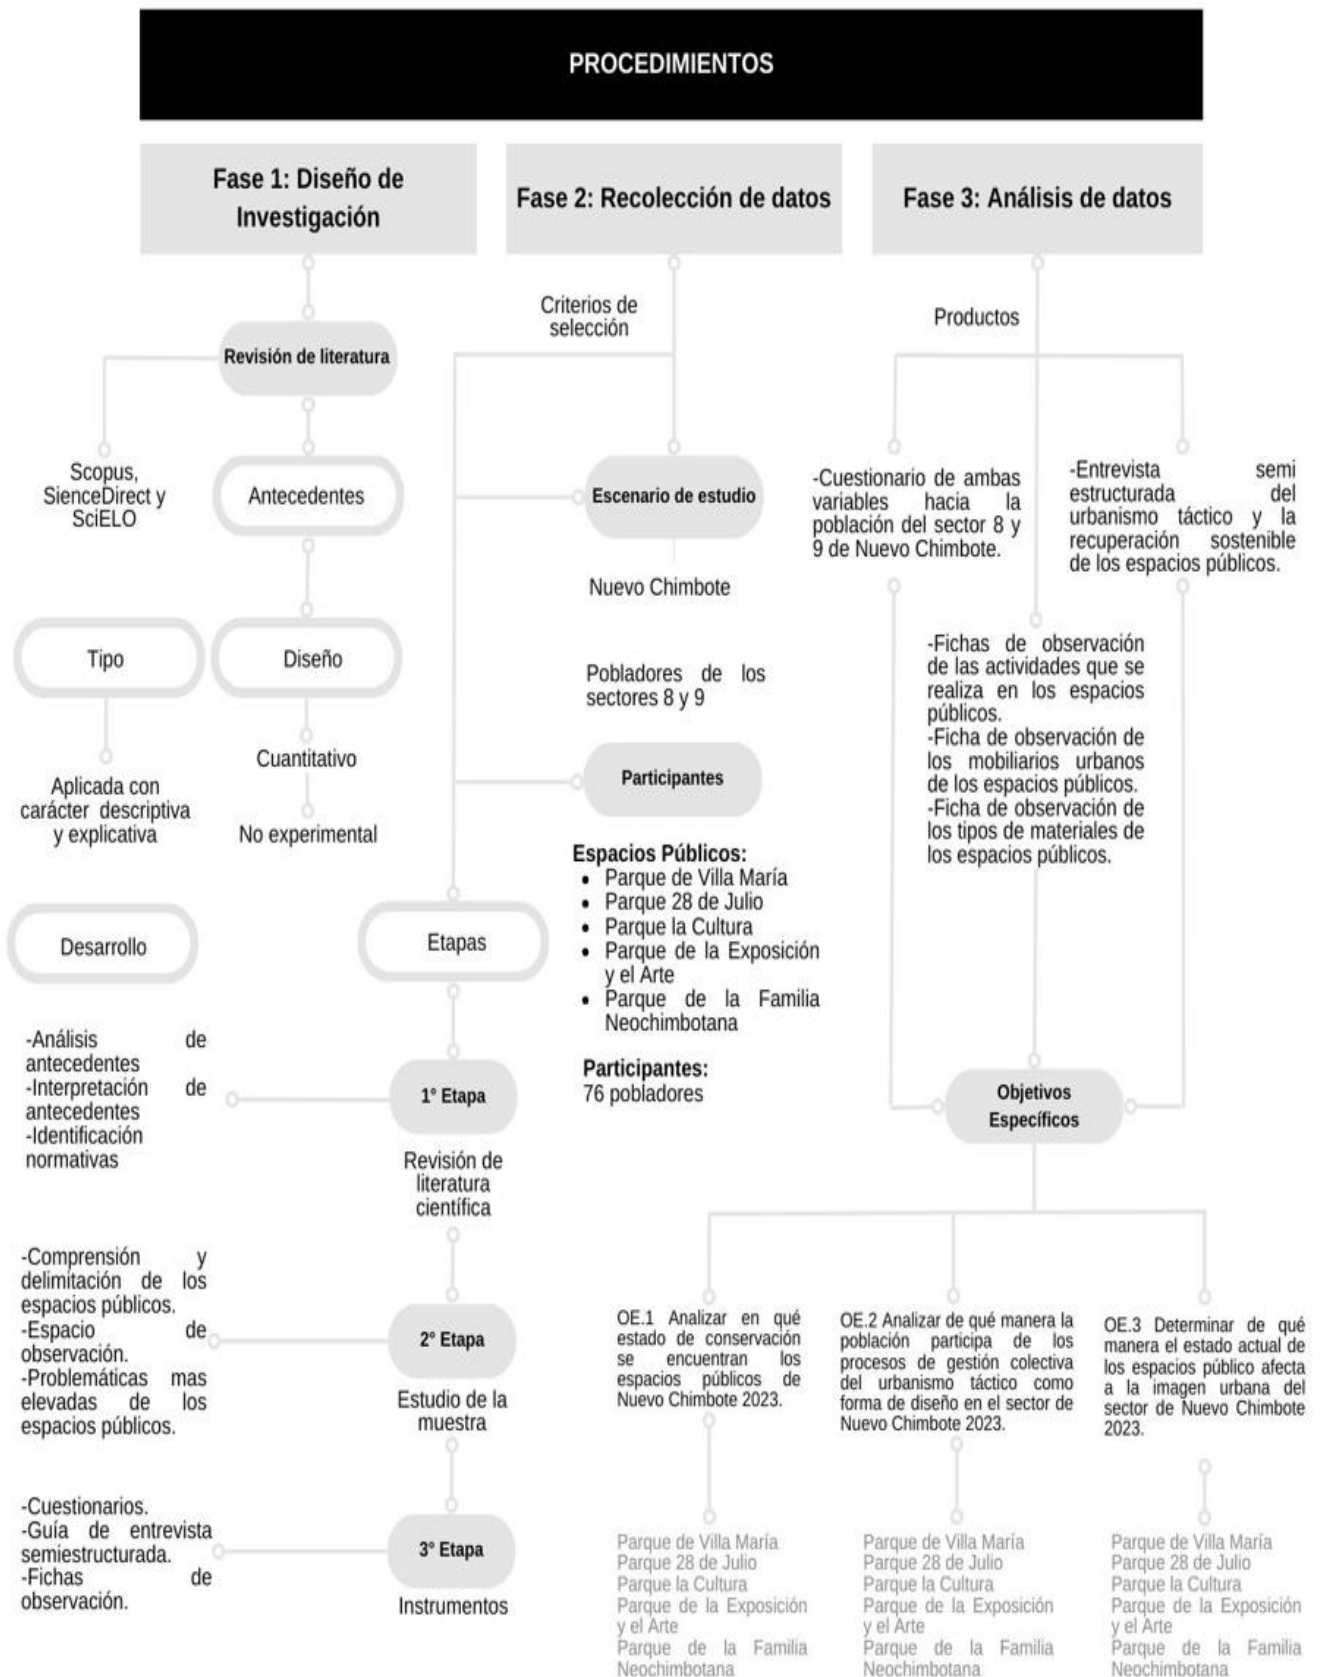 PROCEDIMIENTOS
Fase 1: Diseño de
Investigación
Revisión de literatura
Scopus,
SienceDirect y
SciELO
Antecedentes
Tipo
Diseño
Aplicada con
carácter descriptiva
y explicativa
Cuantitativo
No experimental
Fase 2: Recolección de datos
Criterios de
selección
Escenario de estudio
Nuevo Chimbote
Pobladores de los
sectores 8 y 9
Participantes
Espacios Públicos:
• Parque de Villa María
• Parque 28 de Julio
• Parque la Cultura
• Parque de la Exposición
y el Arte
• Parque de la Familia
Neochimbotana
Participantes:
76 pobladores
Desarrollo
Etapas
-Análisis de
antecedentes
-Interpretación de
antecedentes
-Identificación
normativas
1° Etapa
Revisión de
literatura
científica
-Comprensión y
delimitación de los
espacios públicos.
-Espacio de
observación.
-Problemáticas mas
elevadas de los
espacios públicos.
2° Etapa
Estudio de la
muestra
-Cuestionarios.
-Guía de entrevista
semiestructurada.
-Fichas de
observación.
3° Etapa
Instrumentos
Fase 3: Análisis de datos
Productos
-Cuestionario de ambas
variables hacia la
población del sector 8 y
9 de Nuevo Chimbote.
-Entrevista semi
estructurada del
urbanismo táctico y la
recuperación sostenible
de los espacios públicos.
-Fichas de observación
de las actividades que se
realiza en los espacios
públicos.
-Ficha de observación de
los mobiliarios urbanos
de los espacios públicos.
-Ficha de observación de
los tipos de materiales de
los espacios públicos.
Objetivos
Específicos
OE.1 Analizar en qué
estado de conservación
se encuentran los
espacios públicos de
Nuevo Chimbote 2023.
OE.2 Analizar de qué manera la
población participa de los
procesos de gestión colectiva
del urbanismo táctico como
forma de diseño en el sector de
Nuevo Chimbote 2023.
OE.3 Determinar de qué
manera el estado actual de
los espacios público afecta
a la imagen urbana del
sector de Nuevo Chimbote
2023.
Parque de Villa María
Parque 28 de Julio
Parque la Cultura
Parque de la Exposición
y el Arte
Parque de la Familia
Neochimbotana
Parque de Villa María
Parque 28 de Julio
Parque la Cultura
Parque de la Exposición
y el Arte
Parque de la Familia
Neochimbotana
Parque de Villa María
Parque 28 de Julio
Parque la Cultura
Parque de la Exposición
y el Arte
Parque de la Familia
Neochimbotana